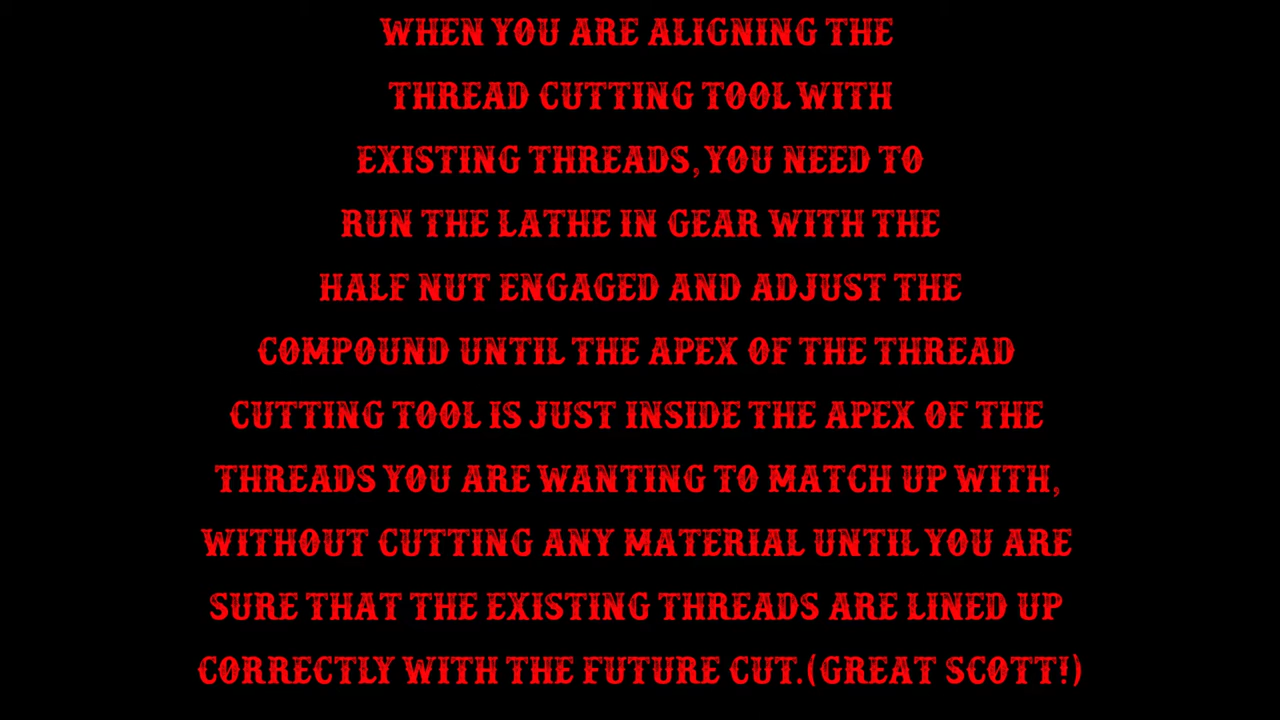 WHEN YOU ARE ALIGNING THE
THREAD CUTTING TOOL WITH
EXISTING THREADS, YOU NEED TO
RUN THE LATHE IN GEAR WITH THE
HALF NUT ENGAGED AND ADJUST THE
COMPOUND UNTIL THE APEX OF THE THREAD
CUTTING TOOL IS JUST INSIDE THE APEX OF THE
THREADS YOU ARE WANTING TO MATCH UP WITH,
WITHOUT CUTTING ANY MATERIAL UNTIL YOU ARE
SURE THAT THE EXISTING THREADS ARE LINED UP
CORRECTLY WITH THE FUTURE CUT.(GREAT SCOTT!)